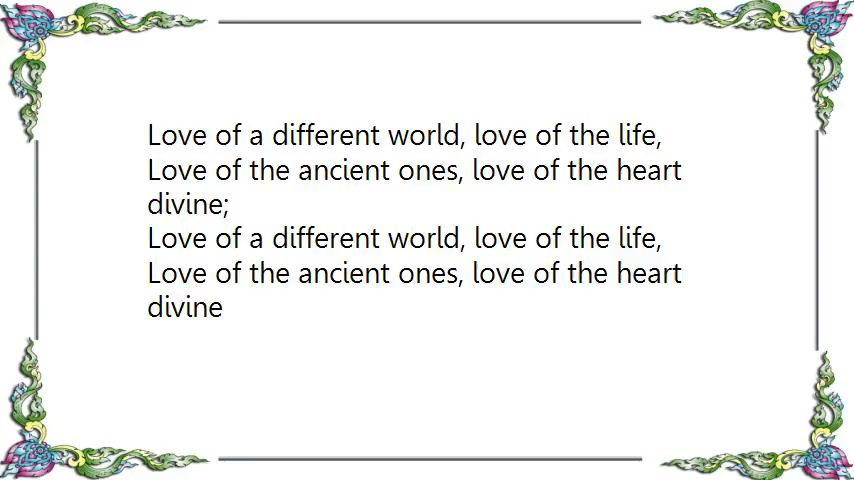 Love of a different world, love of the life,
Love of the ancient ones, love of the heart
divine;
Love of a different world, love of the life,
Love of the ancient ones, love of the heart
divine